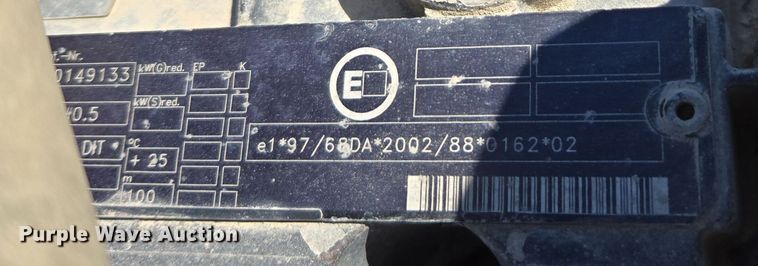 t.-Nr.
0149133 kW(G)red. EP K
kW(S)red.
0.5
DIT °C + 25
m 100
E
e1*97/68DA*2002/88*0162*02
Purple Wave Auction